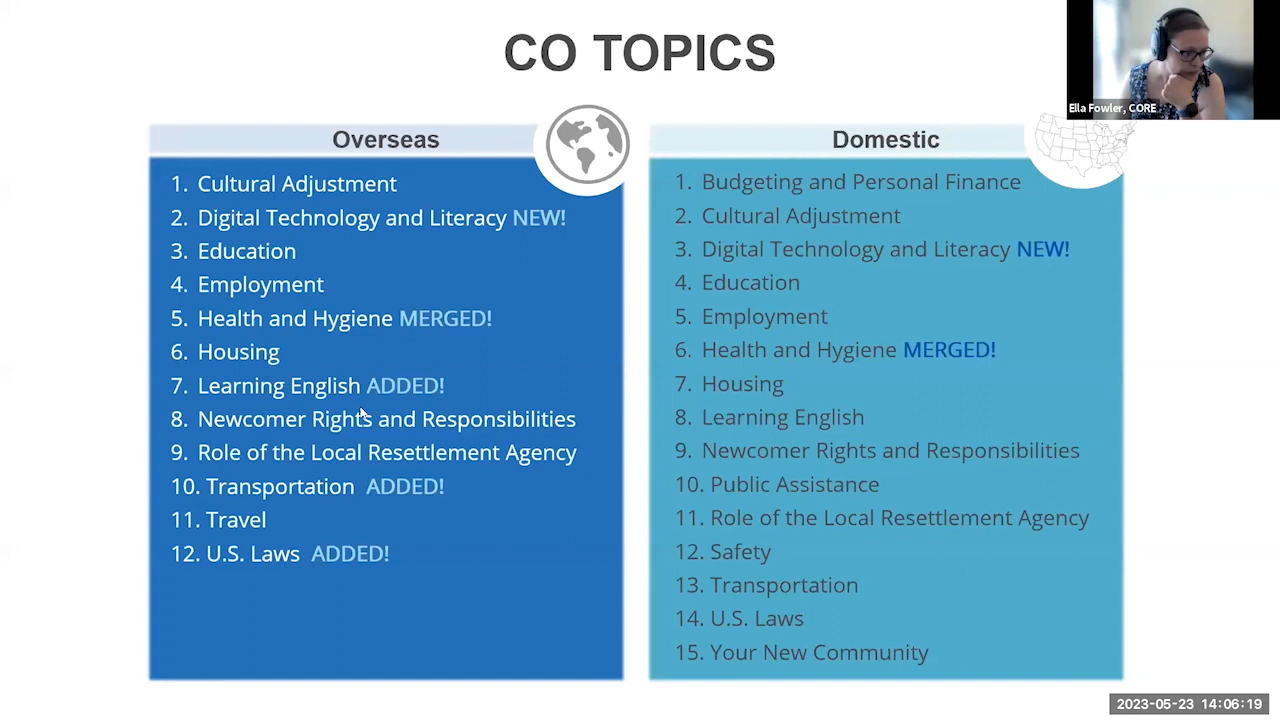 CO TOPICS
Ella Fowler, CORE
Overseas
1. Cultural Adjustment
2. Digital Technology and Literacy NEW!
3. Education
4. Employment
5. Health and Hygiene MERGED!
6. Housing
7. Learning English ADDED!
8. Newcomer Rights and Responsibilities
9. Role of the Local Resettlement Agency
10. Transportation ADDED!
11. Travel
12. U.S. Laws ADDED!
Domestic
1. Budgeting and Personal Finance
2. Cultural Adjustment
3. Digital Technology and Literacy NEW!
4. Education
5. Employment
6. Health and Hygiene MERGED!
7. Housing
8. Learning English
9. Newcomer Rights and Responsibilities
10. Public Assistance
11. Role of the Local Resettlement Agency
12. Safety
13. Transportation
14. U.S. Laws
15. Your New Community
2023-05-23 14:06:19